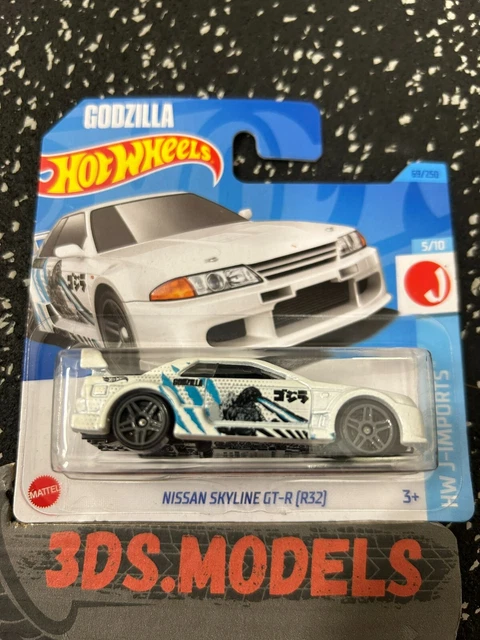 GODZILLA
HOT WHEELS
69/250
5/10
J
HW J-IMPORTS
ゴジラ
GODZILLA
ゴジラ
MATTEL
NISSAN SKYLINE GT-R (R32)
3+
3DS.MODELS